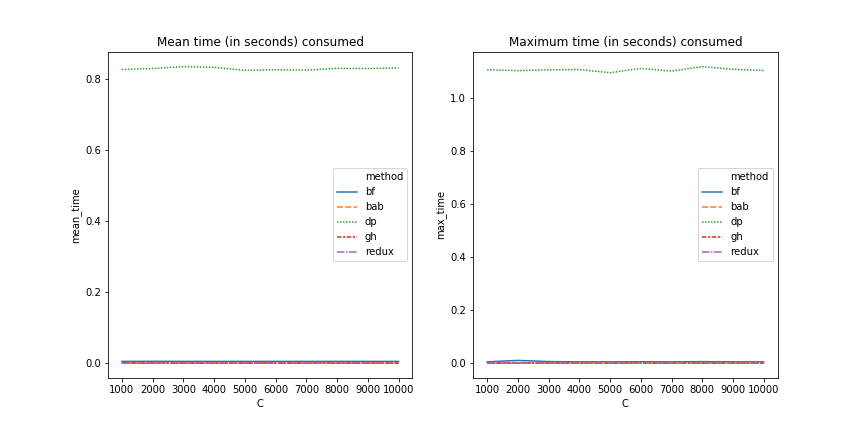 Mean time (in seconds) consumed
mean_time
0.8
0.6
0.4
0.2
0.0
method
bf
bab
dp
gh
redux
1000 2000 3000 4000 5000 6000 7000 8000 9000 10000
C
Maximum time (in seconds) consumed
max_time
1.0
0.8
0.6
0.4
0.2
0.0
method
bf
bab
dp
gh
redux
1000 2000 3000 4000 5000 6000 7000 8000 9000 10000
C